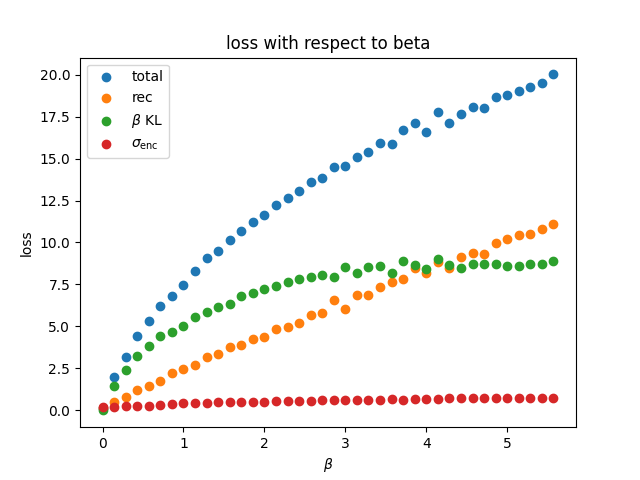 loss with respect to beta
total
rec
β KL
σenc
20.0
17.5
15.0
12.5
10.0
7.5
5.0
2.5
0.0
loss
0 1 2 3 4 5
β